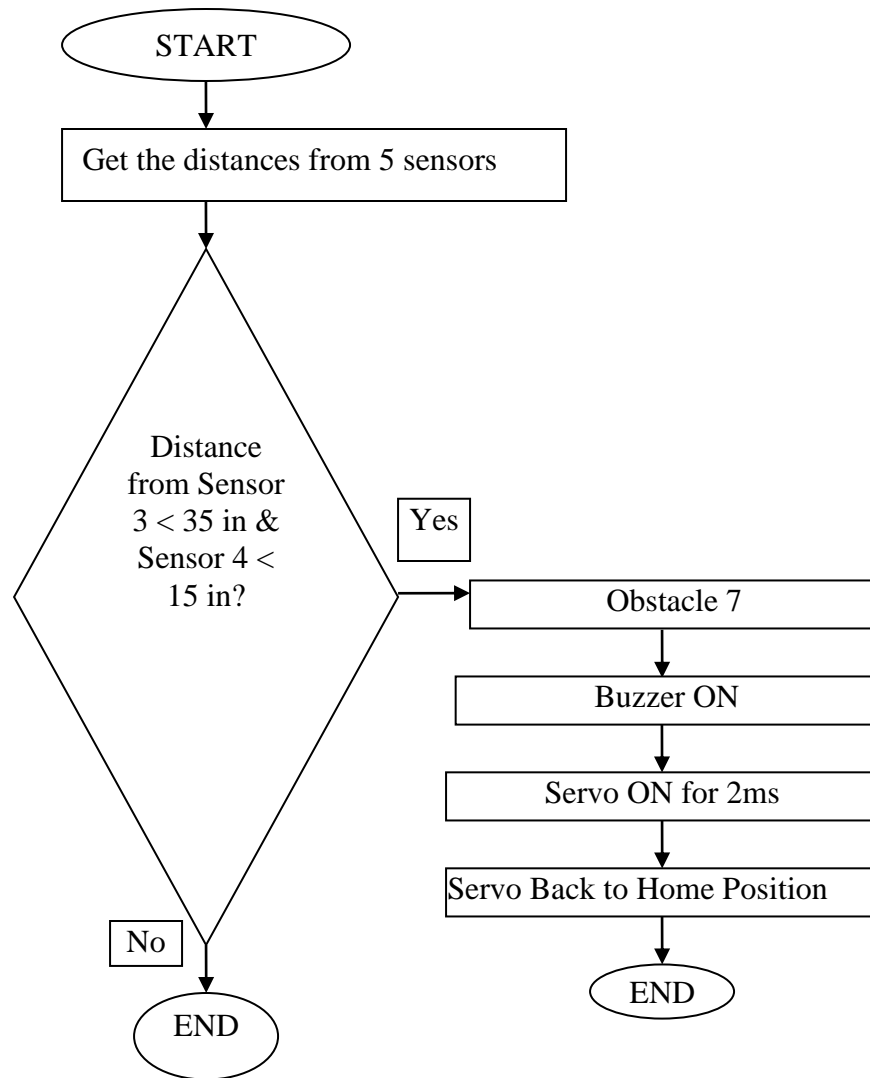 START
Get the distances from 5 sensors
Distance
from Sensor
3 < 35 in &
Sensor 4 <
15 in?
Yes
Obstacle 7
Buzzer ON
Servo ON for 2ms
Servo Back to Home Position
END
No
END